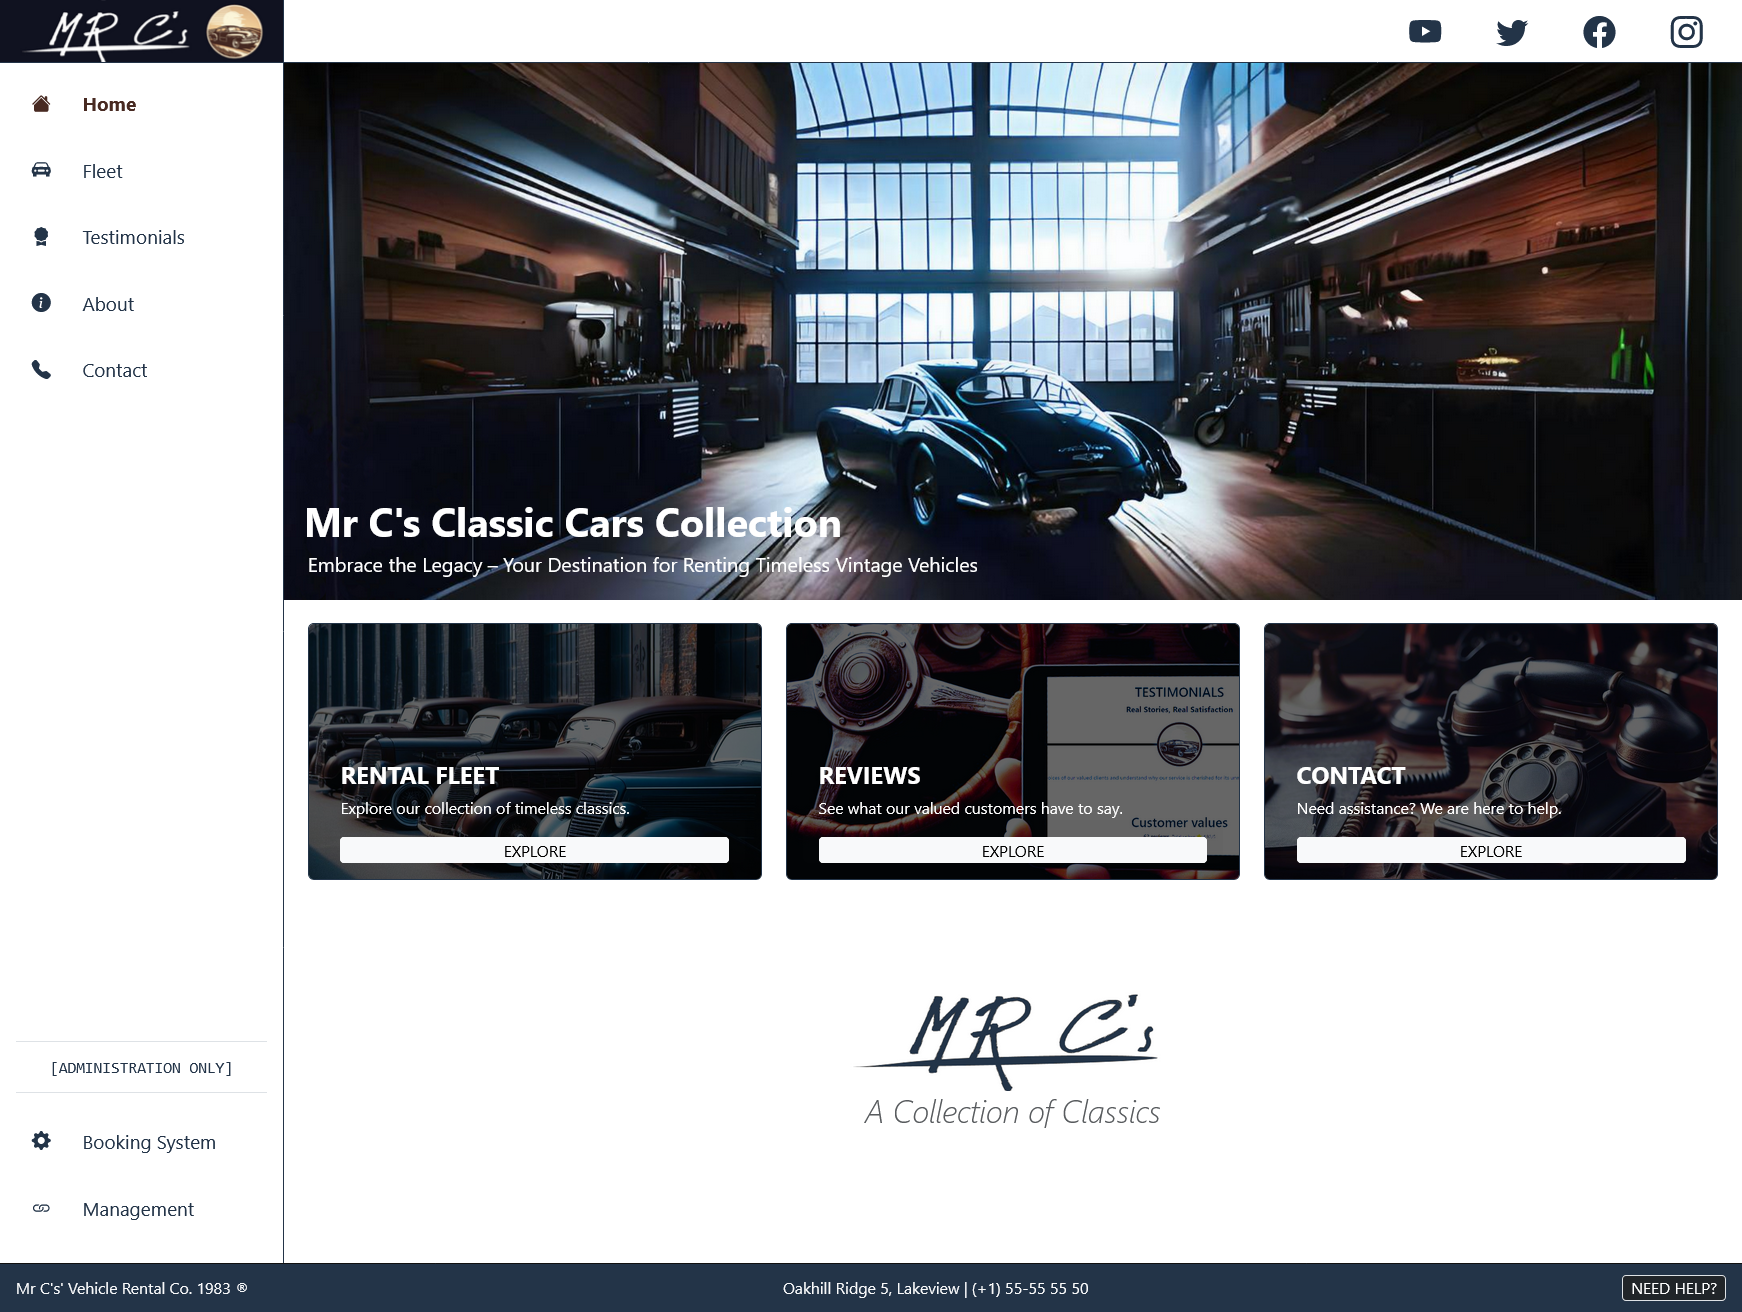 MR C's
Home
Fleet
Testimonials
About
Contact
Mr C's Classic Cars Collection
Embrace the Legacy – Your Destination for Renting Timeless Vintage Vehicles
RENTAL FLEET
Explore our collection of timeless classics.
EXPLORE
TESTIMONIALS
Real Stories, Real Satisfaction
REVIEWS
See what our valued customers have to say.
Customer values
EXPLORE
CONTACT
Need assistance? We are here to help.
EXPLORE
MR C's
A Collection of Classics
[ADMINISTRATION ONLY]
Booking System
Management
Mr C's' Vehicle Rental Co. 1983 ®
Oakhill Ridge 5, Lakeview | (+1) 55-55 55 50
NEED HELP?